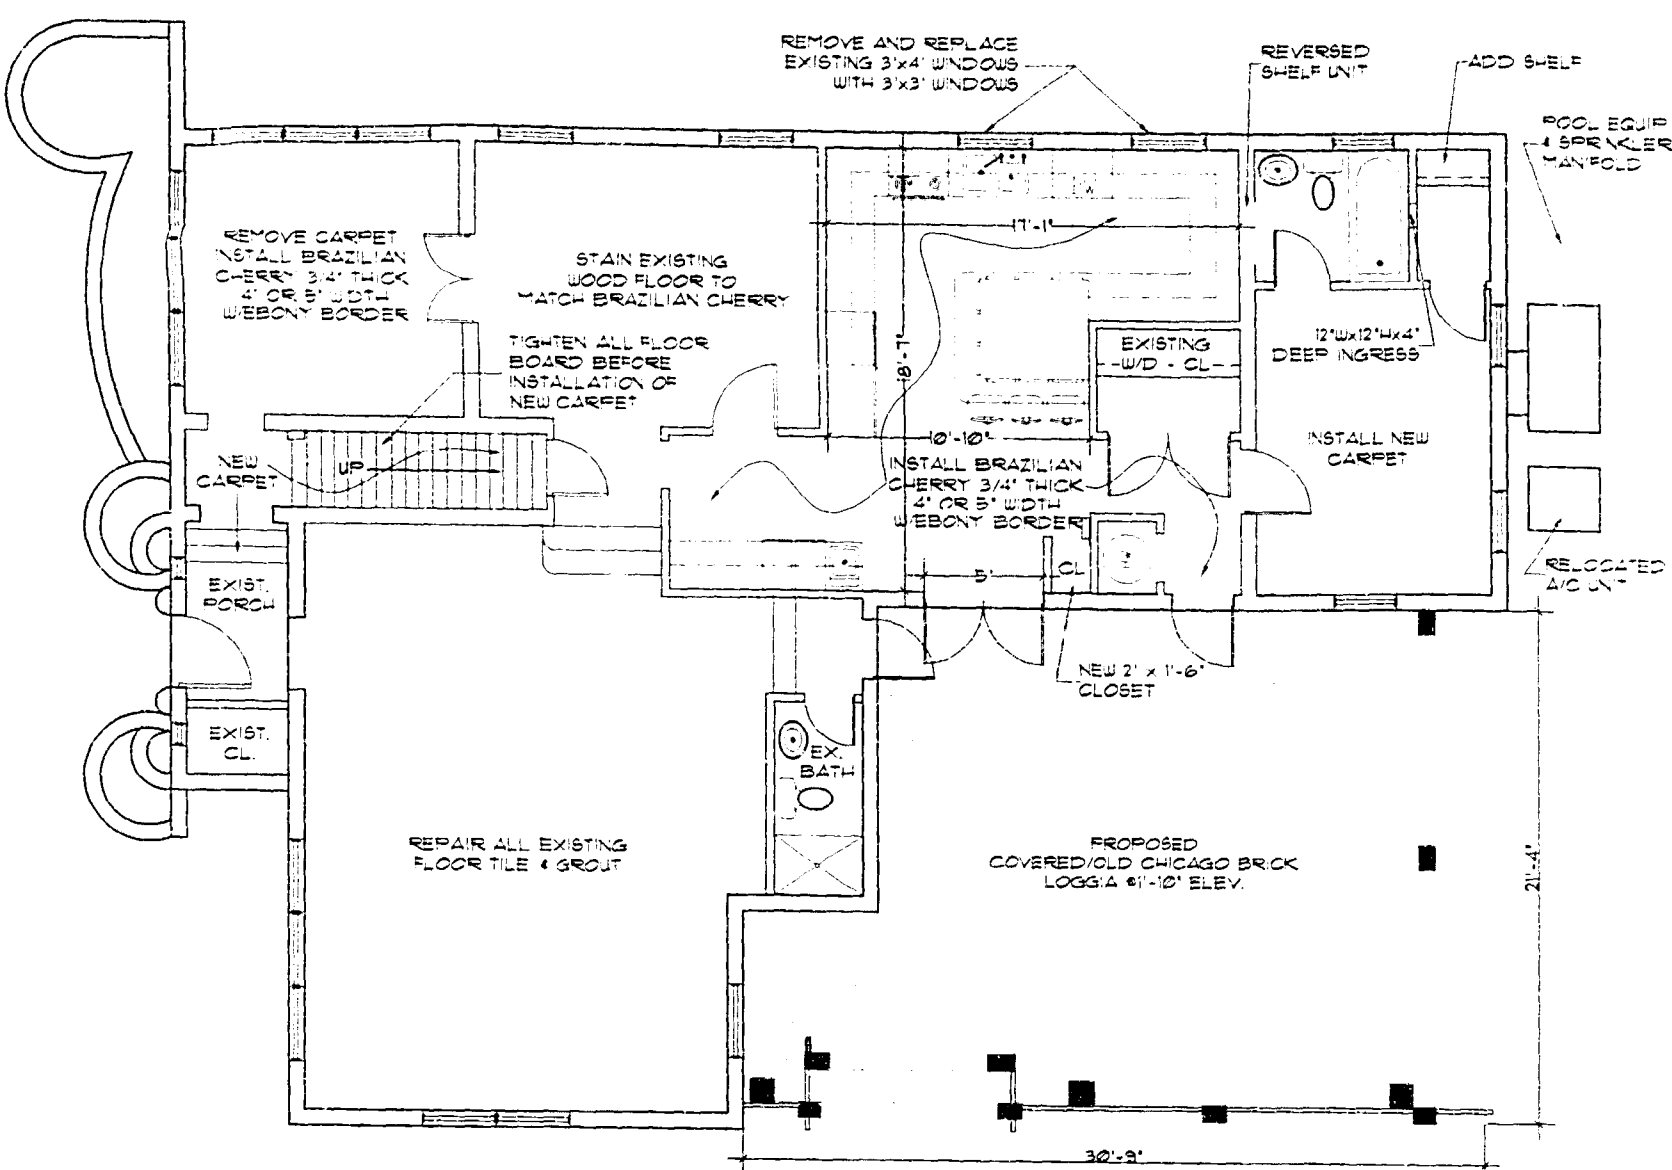 REMOVE AND REPLACE
EXISTING 3'x4' WINDOWS
WITH 3'x3' WINDOWS
REVERSED
SHELF UNIT
ADD SHELF
POOL EQUIP
& SPRINKLER
MANIFOLD
REMOVE CARPET
INSTALL BRAZILIAN
CHERRY 3/4" THICK
4" OR 5" WIDTH
W/EBONY BORDER
STAIN EXISTING
WOOD FLOOR TO
MATCH BRAZILIAN CHERRY
17'-1"
18'-7"
TIGHTEN ALL FLOOR
BOARD BEFORE
INSTALLATION OF
NEW CARPET
EXISTING
W/D - CL
12"Wx12"Hx4"
DEEP INGRESS
NEW
CARPET
UP
10'-10"
INSTALL BRAZILIAN
CHERRY 3/4" THICK
4" OR 5" WIDTH
W/EBONY BORDER
INSTALL NEW
CARPET
EXIST.
PORCH
5'
CL
RELOCATED
A/C UNIT
NEW 2' x 1'-6"
CLOSET
EXIST.
CL.
EX.
BATH
REPAIR ALL EXISTING
FLOOR TILE & GROUT
PROPOSED
COVERED/OLD CHICAGO BRICK
LOGGIA @1'-10" ELEV.
21'-4"
30'-9"